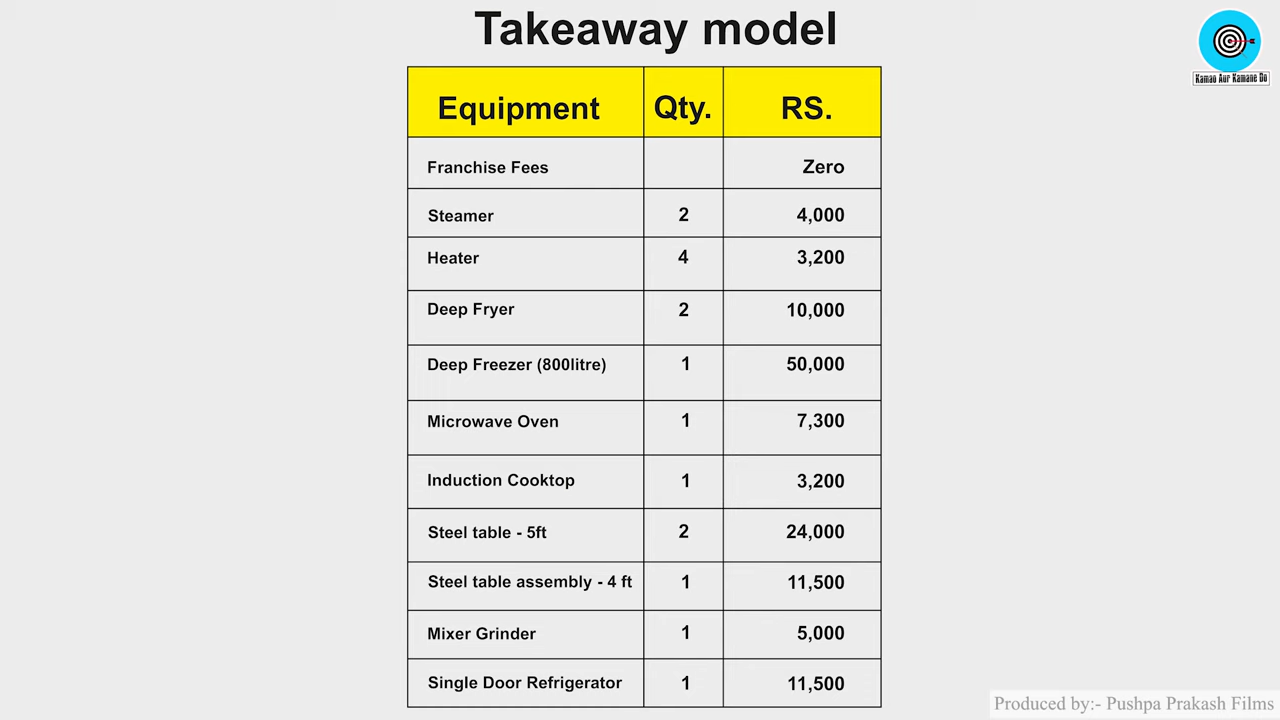 Takeaway model
Kamao Aur Kamane Do
Equipment Qty. RS.
Franchise Fees Zero
Steamer 2 4,000
Heater 4 3,200
Deep Fryer 2 10,000
Deep Freezer (800litre) 1 50,000
Microwave Oven 1 7,300
Induction Cooktop 1 3,200
Steel table - 5ft 2 24,000
Steel table assembly - 4 ft 1 11,500
Mixer Grinder 1 5,000
Single Door Refrigerator 1 11,500
Produced by:- Pushpa Prakash Films